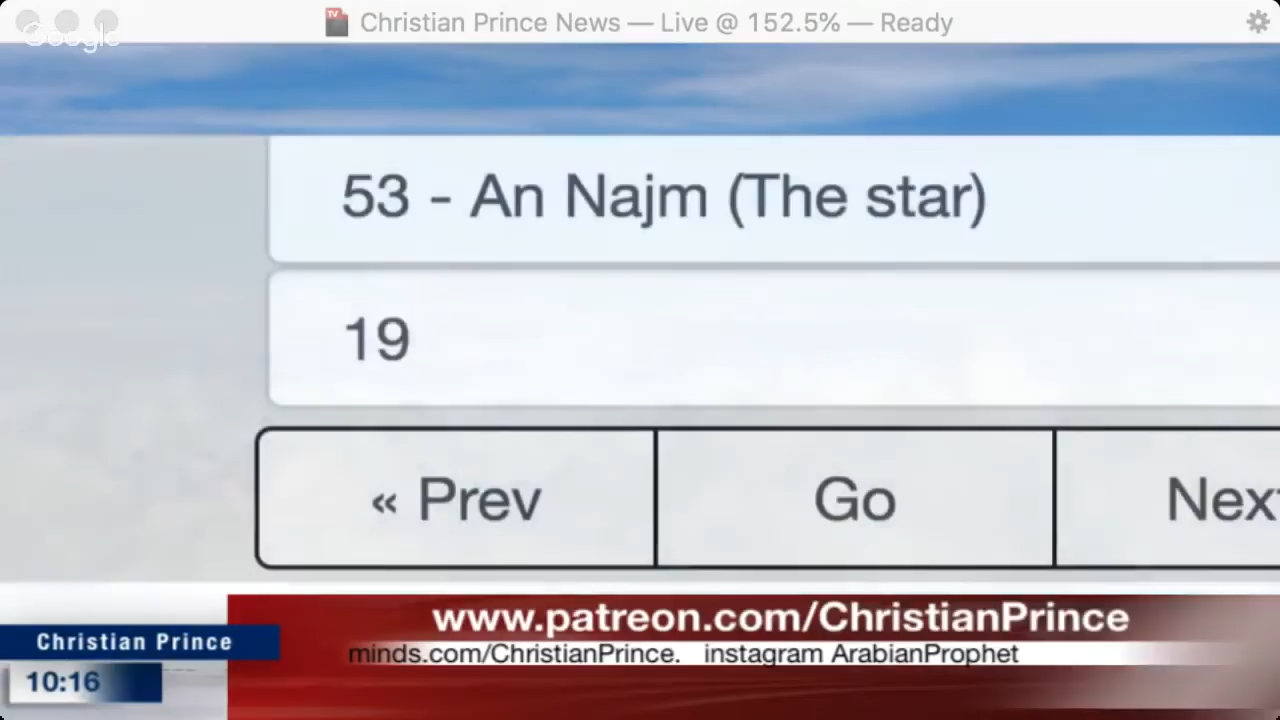 Christian Prince News — Live @ 152.5% — Ready
Google
53 - An Najm (The star)
19
« Prev
Go
Next
www.patreon.com/ChristianPrince
minds.com/ChristianPrince. instagram ArabianProphet
Christian Prince
10:16